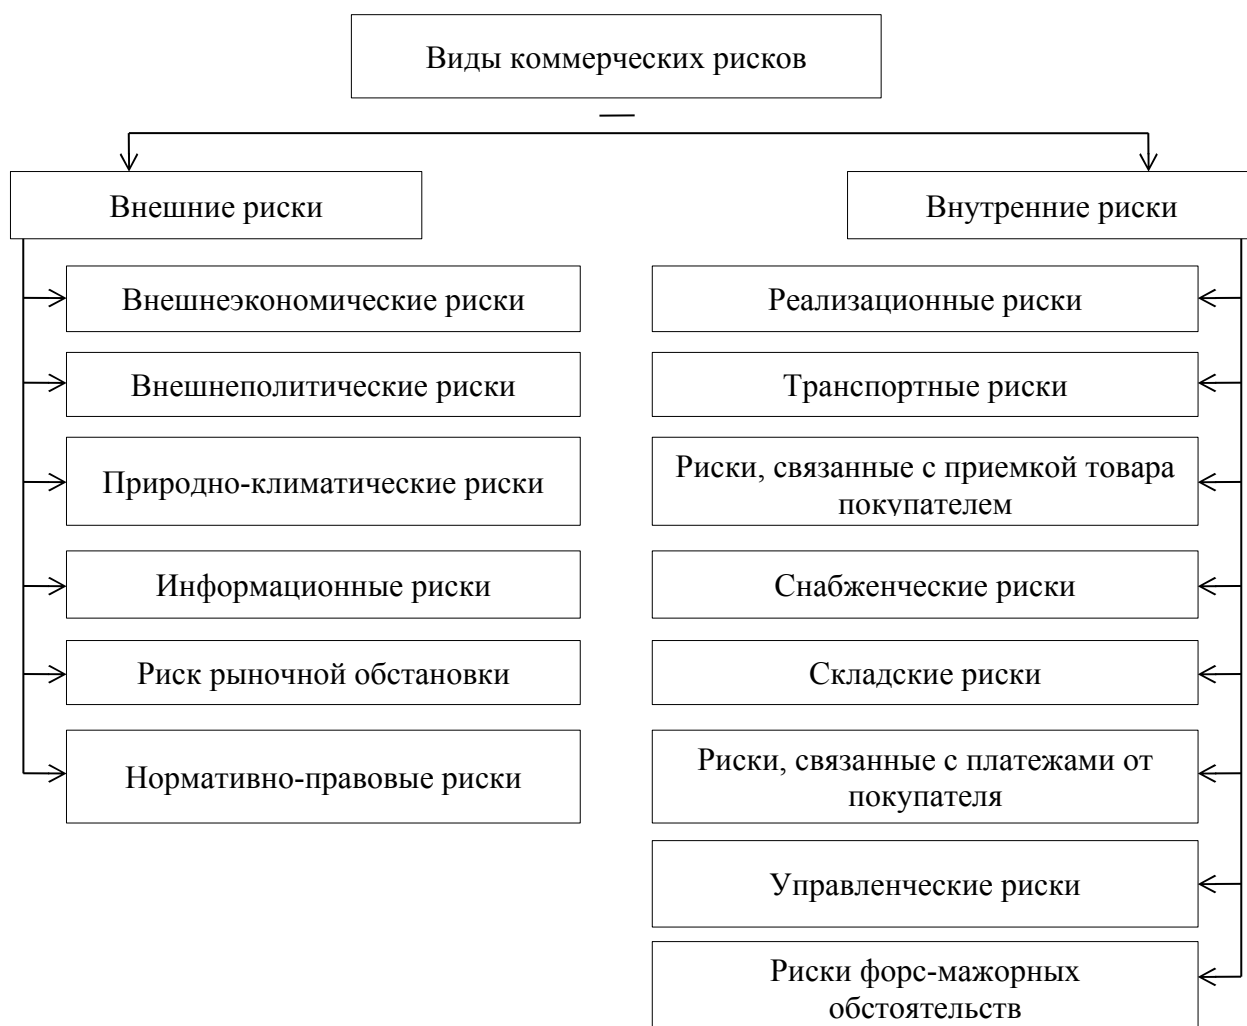 Виды коммерческих рисков
Внешние риски
Внутренние риски
Внешнеэкономические риски
Внешнеполитические риски
Природно-климатические риски
Информационные риски
Риск рыночной обстановки
Нормативно-правовые риски
Реализационные риски
Транспортные риски
Риски, связанные с приемкой товара
покупателем
Снабженческие риски
Складские риски
Риски, связанные с платежами от
покупателя
Управленческие риски
Риски форс-мажорных
обстоятельств